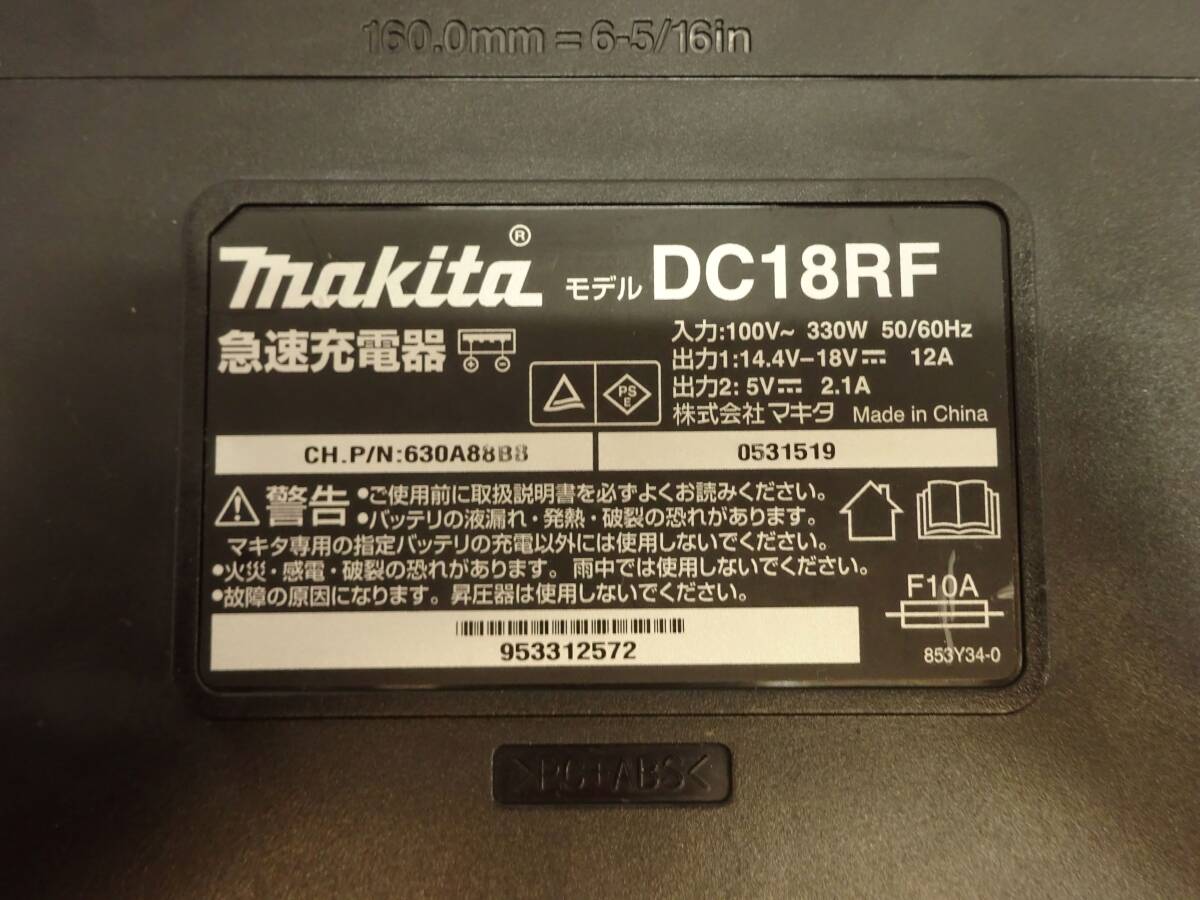 160.0mm = 6-5/16in
makita® モデル DC18RF
急速充電器
入力:100V~ 330W 50/60Hz
出力1:14.4V-18V⎓ 12A
出力2: 5V⎓ 2.1A
株式会社マキタ Made in China
PS
E
CH.P/N:630A88B8
0531519
警告 •ご使用前に取扱説明書を必ずよくお読みください。
•バッテリの液漏れ・発熱・破裂の恐れがあります。
マキタ専用の指定バッテリの充電以外には使用しないでください。
•火災・感電・破裂の恐れがあります。雨中では使用しないでください。
•故障の原因になります。昇圧器は使用しないでください。
F10A
953312572
853Y34-0
>PC+ABS<